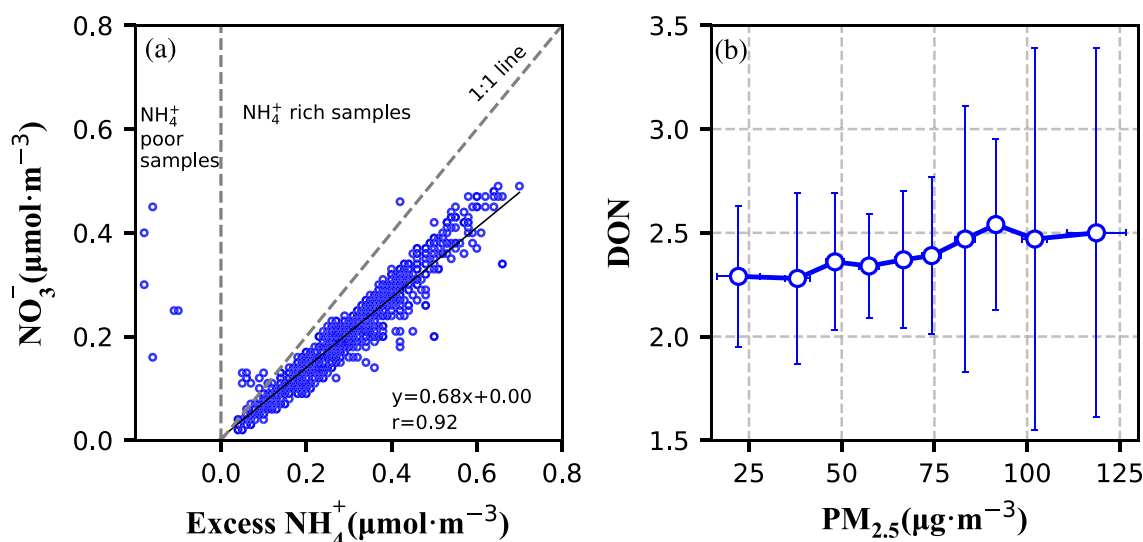 (a)
NH₄⁺
poor
samples
NH₄⁺ rich samples
1:1 line
y=0.68x+0.00
r=0.92
0.8
0.6
0.4
0.2
0.0
0.0 0.2 0.4 0.6 0.8
NO₃⁻(μmol·m⁻³)
Excess NH₄⁺(μmol·m⁻³)
(b)
3.5
3.0
2.5
2.0
1.5
25 50 75 100 125
DON
PM₂.₅(μg·m⁻³)